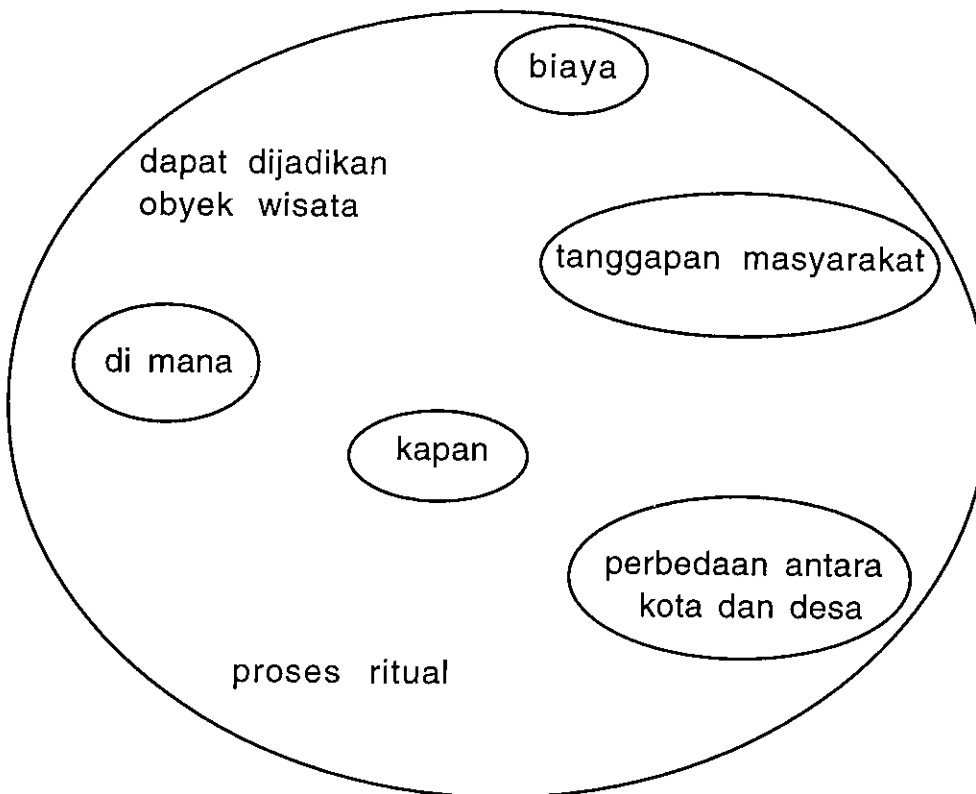 biaya
dapat dijadikan
obyek wisata
tanggapan masyarakat
di mana
kapan
perbedaan antara
kota dan desa
proses ritual